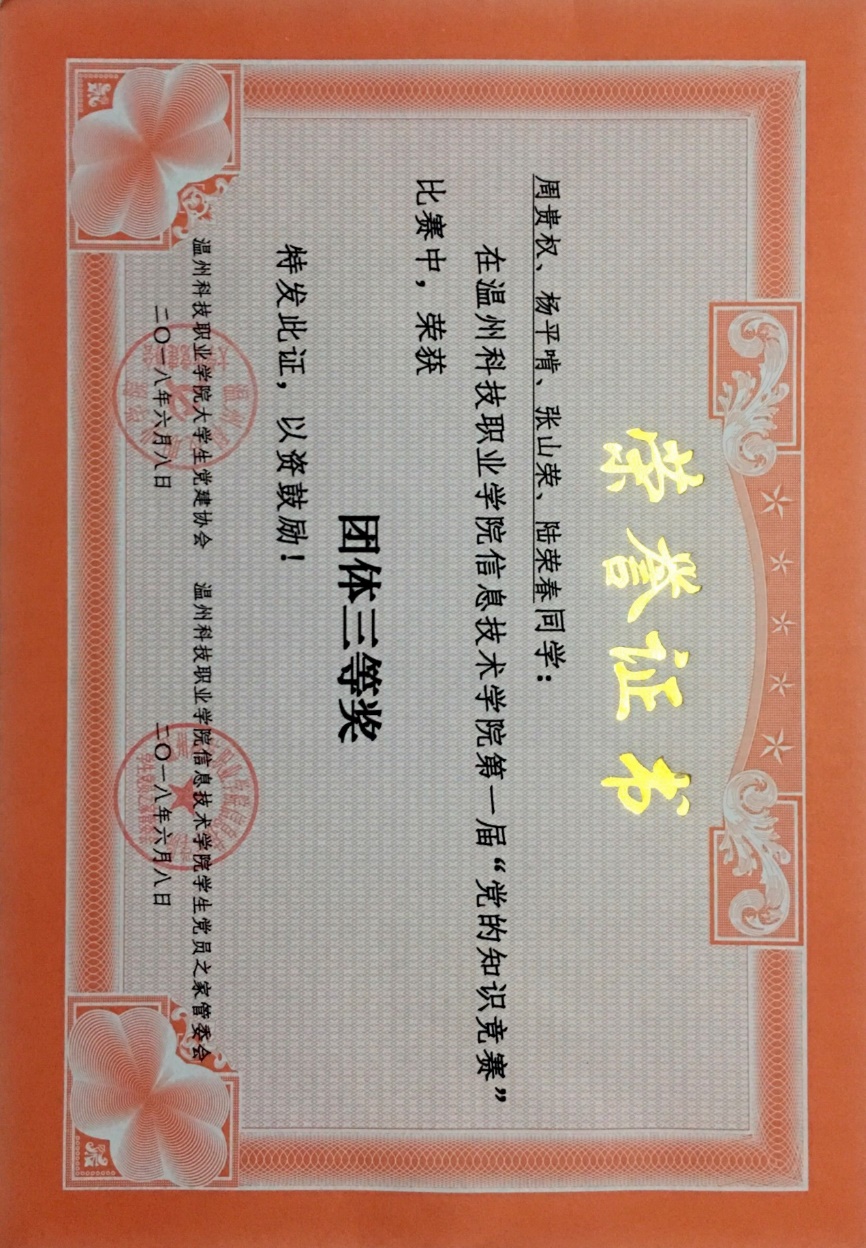 荣誉证书
周贵权、杨平啃、张山荣、陆荣春同学：
在温州科技职业学院信息技术学院第一届“党的知识竞赛”
比赛中，荣获
团体三等奖
特发此证，以资鼓励！
温州科技职业学院大学生党建协会 温州科技职业学院信息技术学院学生党员之家管委会
二〇一八年六月八日 二〇一八年六月八日